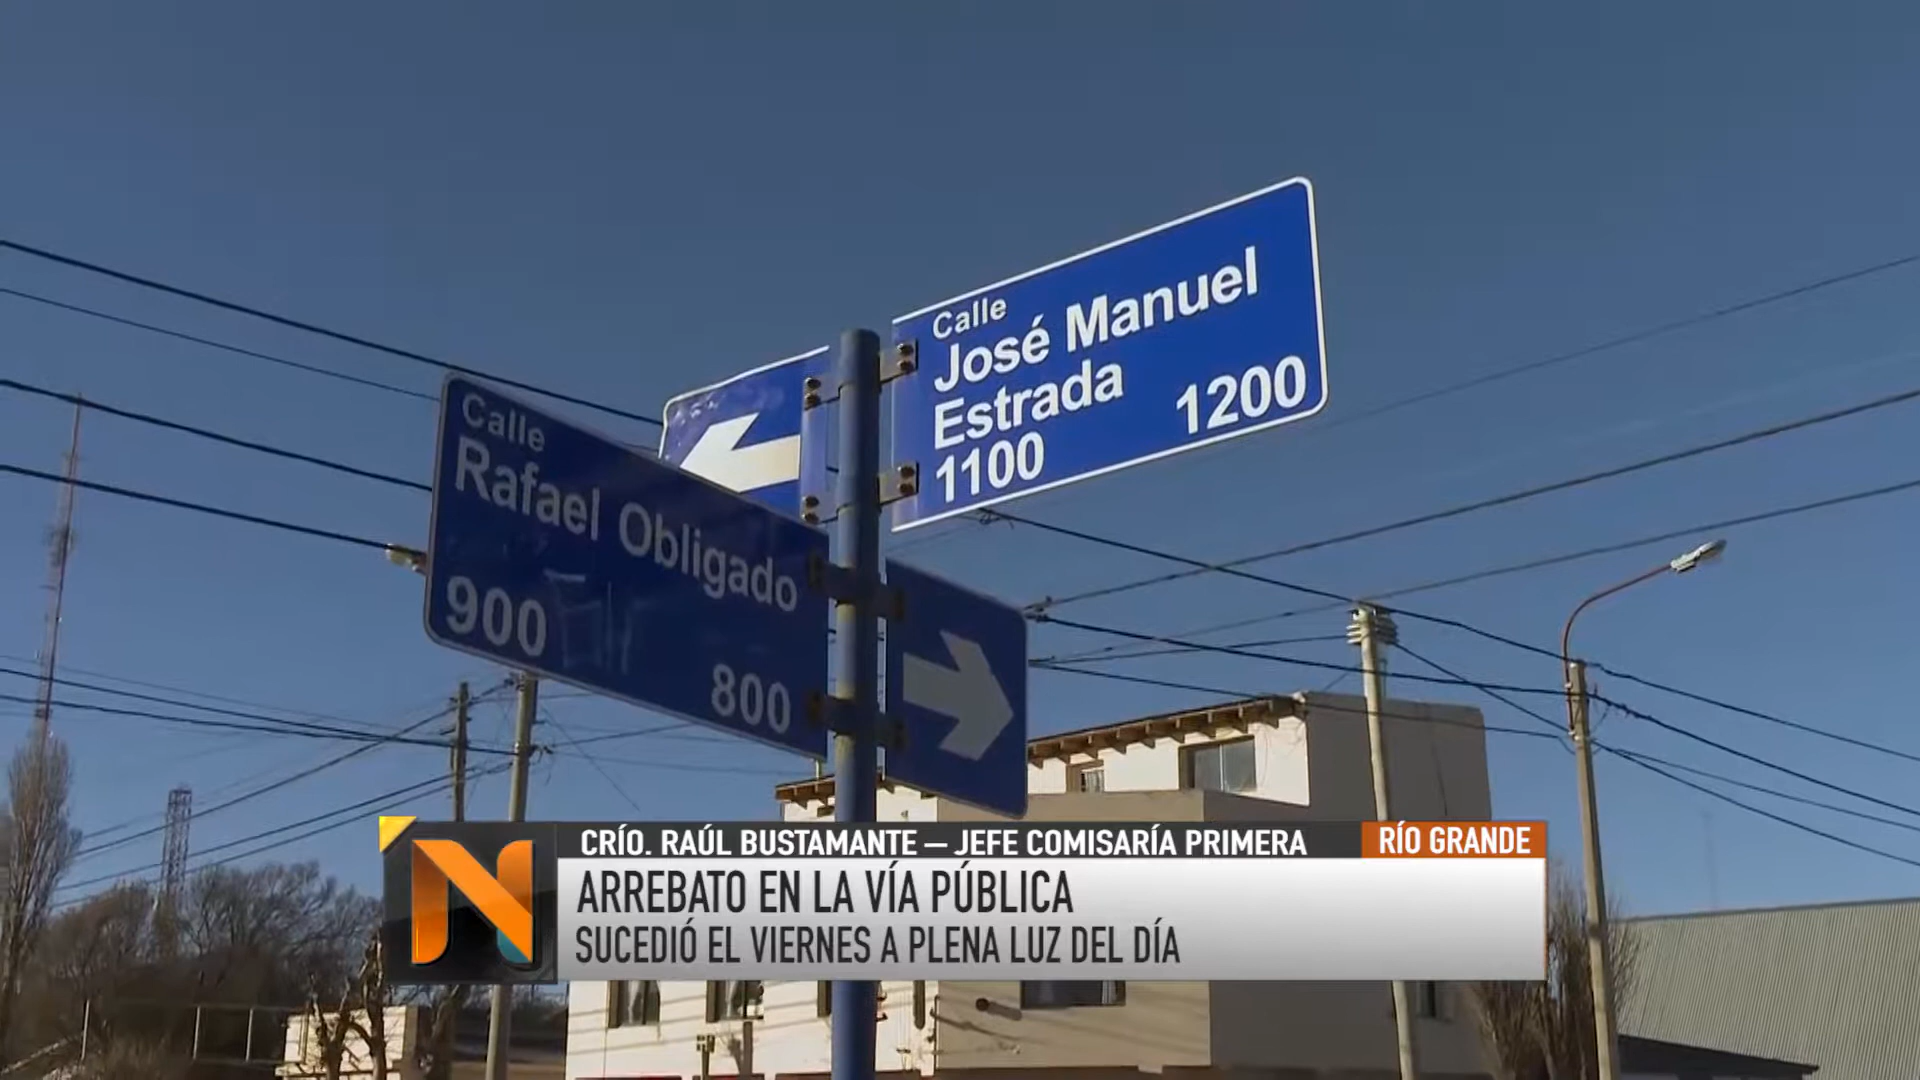 Calle
José Manuel
Estrada
1100 1200
Calle
Rafael Obligado
900 800
CRÍO. RAÚL BUSTAMANTE – JEFE COMISARÍA PRIMERA
RÍO GRANDE
N
ARREBATO EN LA VÍA PÚBLICA
SUCEDIÓ EL VIERNES A PLENA LUZ DEL DÍA